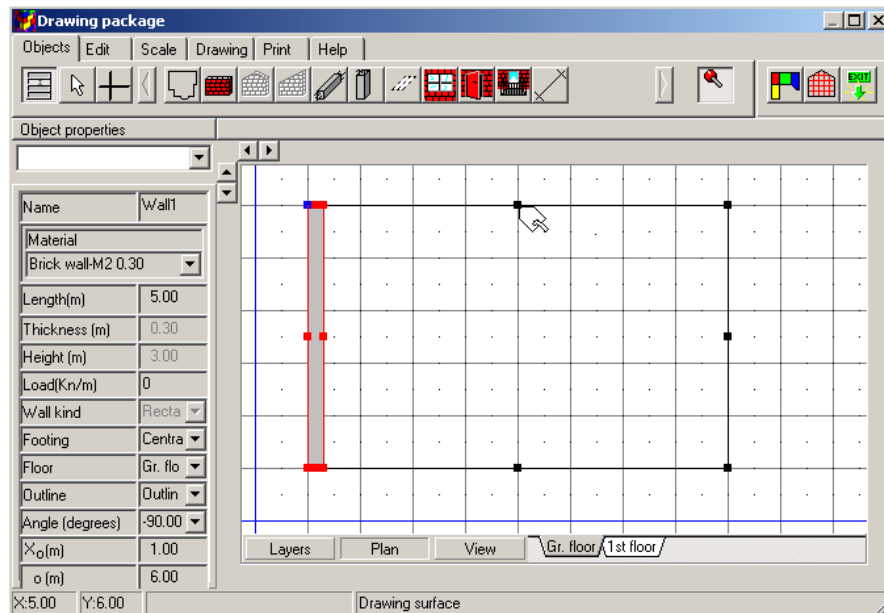 Drawing package
Objects Edit Scale Drawing Print Help
EXIT
Object properties
Name Wall1
Material
Brick wall-M2 0.30
Length(m) 5.00
Thickness (m) 0.30
Height (m) 3.00
Load(Kn/m) 0
Wall kind Recta
Footing Centra
Floor Gr. flo
Outline Outlin
Angle (degrees) -90.00
Xo(m) 1.00
o (m) 6.00
Layers Plan View Gr. floor 1st floor
X:5.00 Y:6.00 Drawing surface